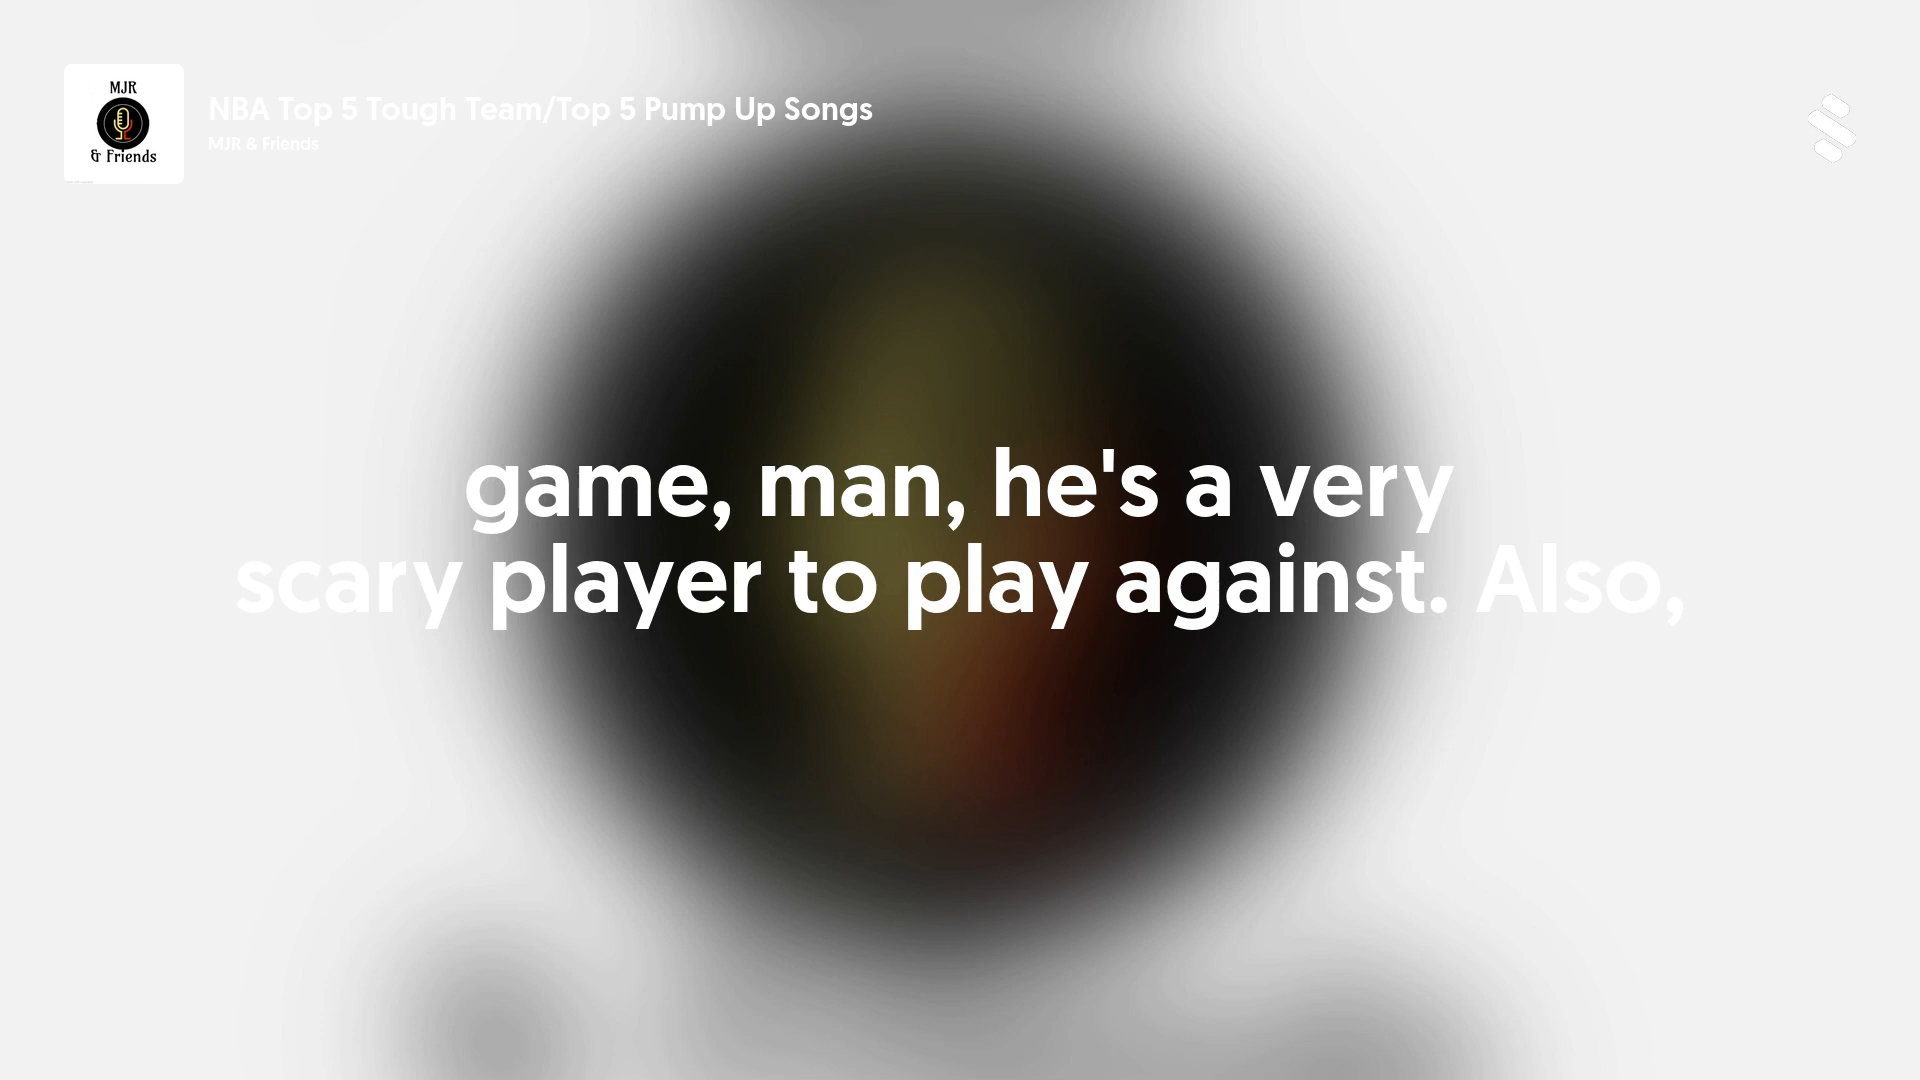 MJR
& Friends
NBA Top 5 Tough Team/Top 5 Pump Up Songs
MJR & Friends
game, man, he's a very
scary player to play against. Also,